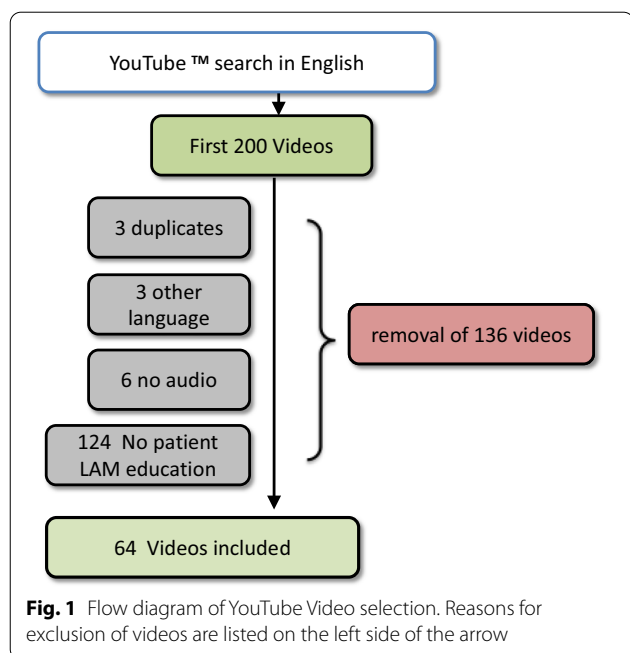 YouTube ™ search in English
First 200 Videos
3 duplicates
3 other
language
6 no audio
124 No patient
LAM education
removal of 136 videos
64 Videos included
Fig. 1 Flow diagram of YouTube Video selection. Reasons for
exclusion of videos are listed on the left side of the arrow